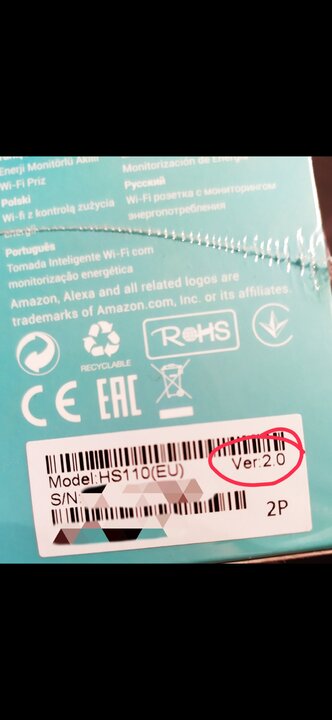 Enerji Monitörlü Akıllı
Wi-Fi Priz
Polski
Wi-fi z kontrolą zużycia
energii
Português
Tomada Inteligente Wi-Fi com
monitorização energética
Monitorización de Energía
Русский
Wi-Fi розетка с мониторингом
энергопотребления
Amazon, Alexa and all related logos are
trademarks of Amazon.com, Inc. or its affiliates.
RECYCLABLE
RoHS
CE
EAC
Model:HS110(EU)
Ver:2.0
S/N:
2P